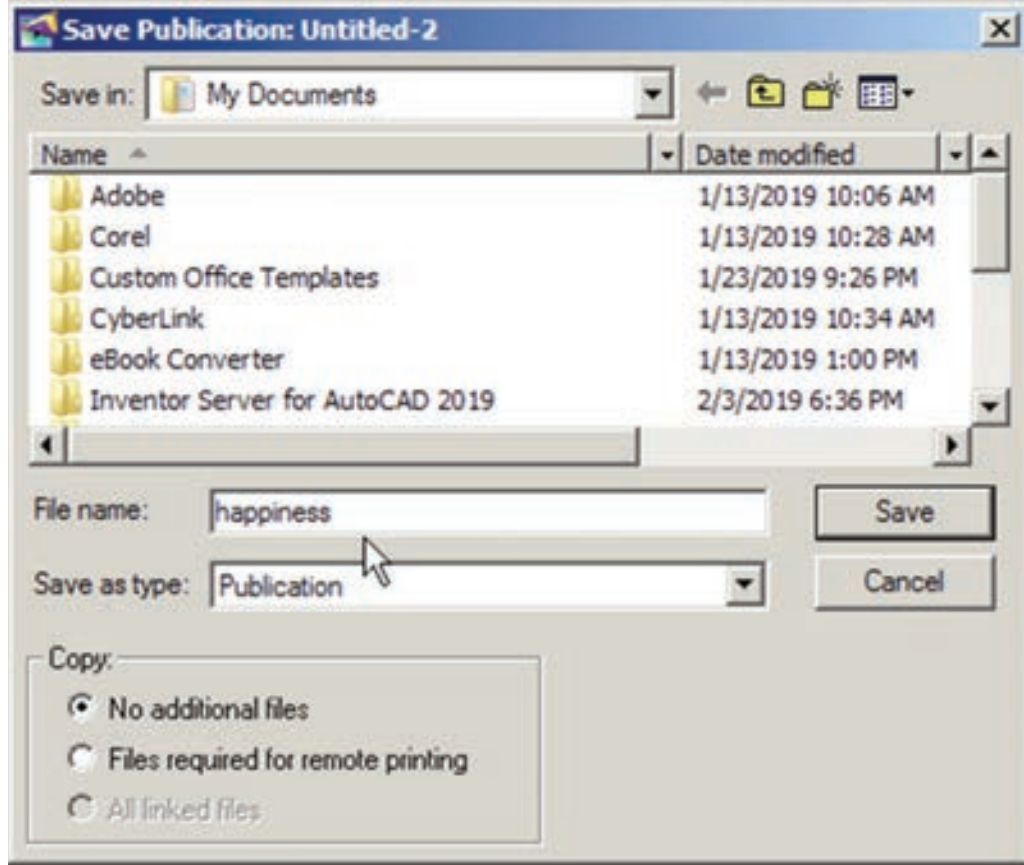 Save Publication: Untitled-2
Save in: My Documents
Name Date modified
Adobe 1/13/2019 10:06 AM
Corel 1/13/2019 10:28 AM
Custom Office Templates 1/23/2019 9:26 PM
CyberLink 1/13/2019 10:34 AM
eBook Converter 1/13/2019 1:00 PM
Inventor Server for AutoCAD 2019 2/3/2019 6:36 PM
File name: happiness Save
Save as type: Publication Cancel
Copy:
No additional files
Files required for remote printing
All linked files